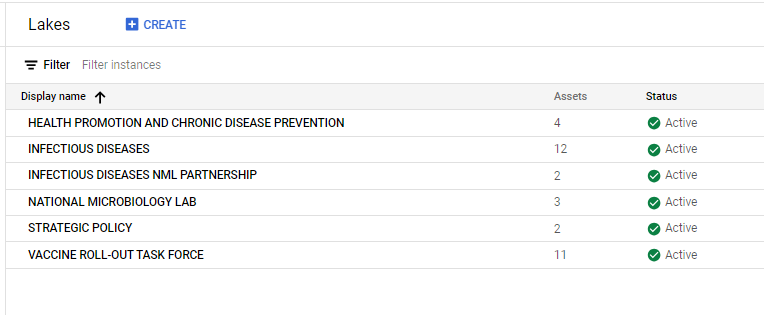 Lakes CREATE
Filter Filter instances
Display name Assets Status
HEALTH PROMOTION AND CHRONIC DISEASE PREVENTION 4 Active
INFECTIOUS DISEASES 12 Active
INFECTIOUS DISEASES NML PARTNERSHIP 2 Active
NATIONAL MICROBIOLOGY LAB 3 Active
STRATEGIC POLICY 2 Active
VACCINE ROLL-OUT TASK FORCE 11 Active